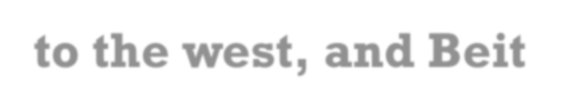 to the west, and Beit